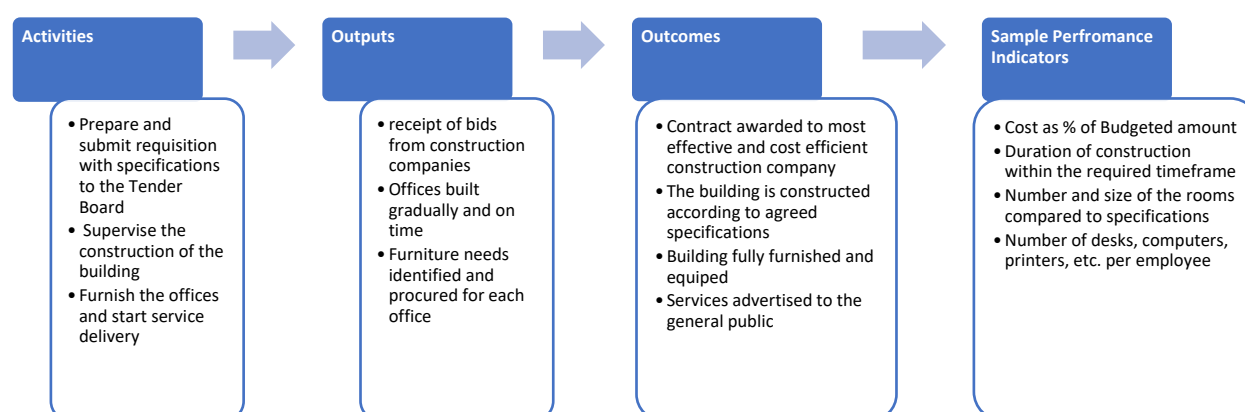 Activities
• Prepare and
submit requisition
with specifications
to the Tender
Board
• Supervise the
construction of the
building
• Furnish the offices
and start service
delivery
Outputs
• receipt of bids
from construction
companies
• Offices built
gradually and on
time
• Furniture needs
identified and
procured for each
office
Outcomes
• Contract awarded to most
effective and cost efficient
construction company
• The building is constructed
according to agreed
specifications
• Building fully furnished and
equiped
• Services advertised to the
general public
Sample Perfromance
Indicators
• Cost as % of Budgeted amount
• Duration of construction
within the required timeframe
• Number and size of the rooms
compared to specifications
• Number of desks, computers,
printers, etc. per employee